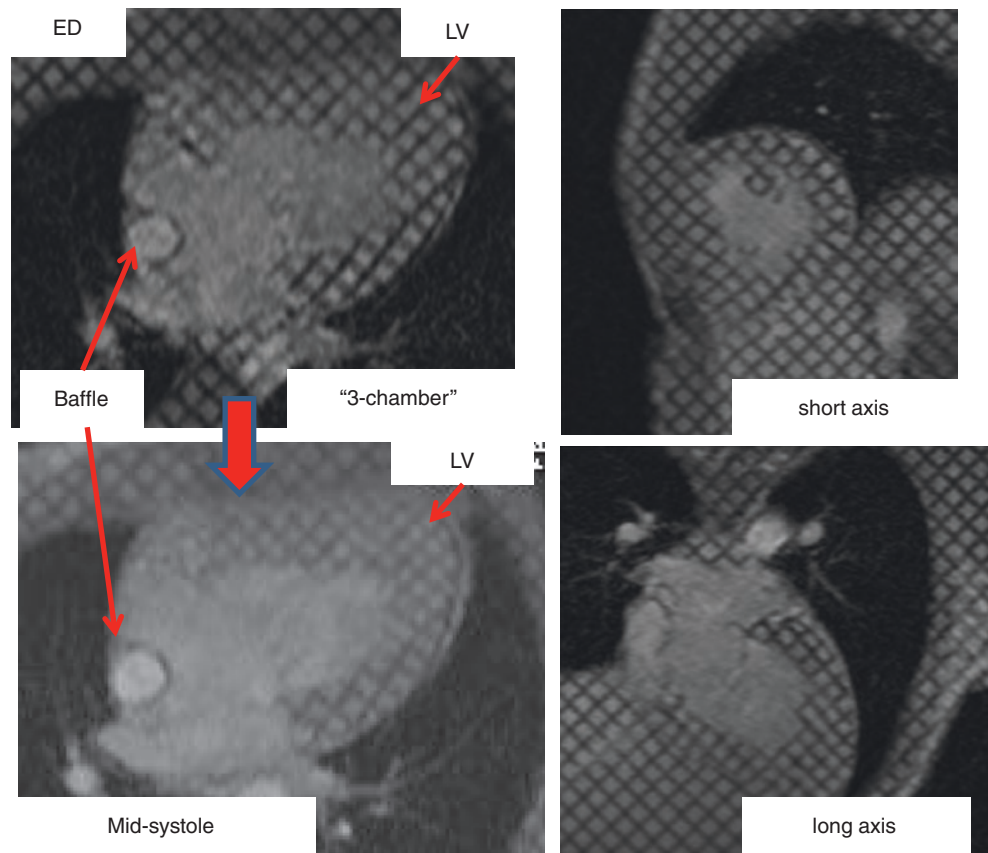 ED
LV
Baffle
“3-chamber”
short axis
LV
Mid-systole
long axis